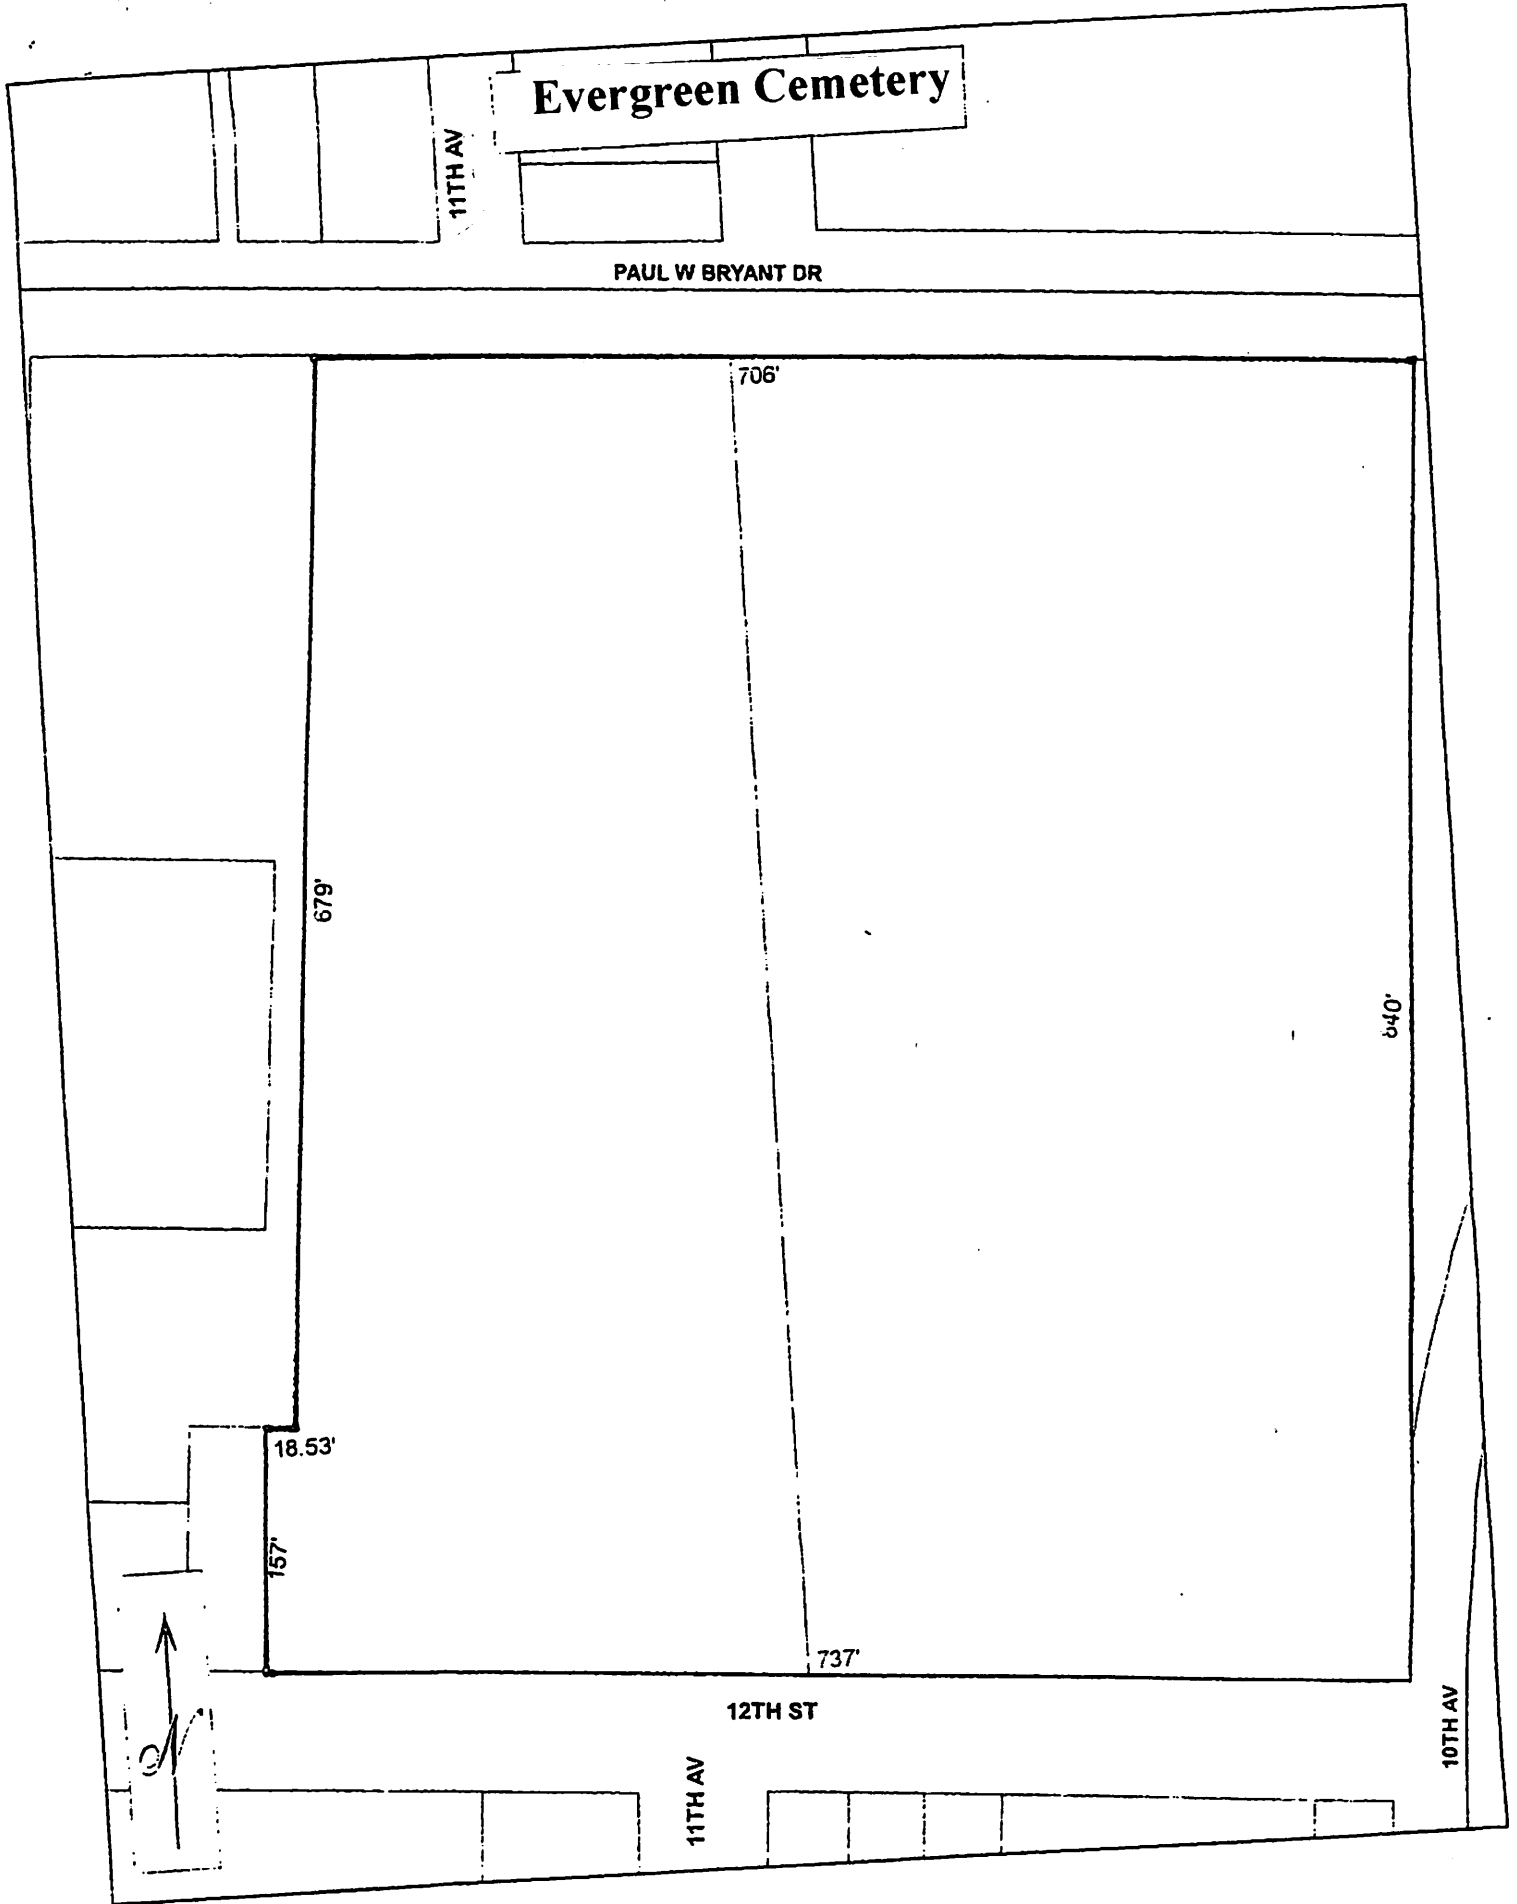 Evergreen Cemetery
11TH AV
PAUL W BRYANT DR
706'
679'
840'
18.53'
157'
737'
12TH ST
N
11TH AV
10TH AV